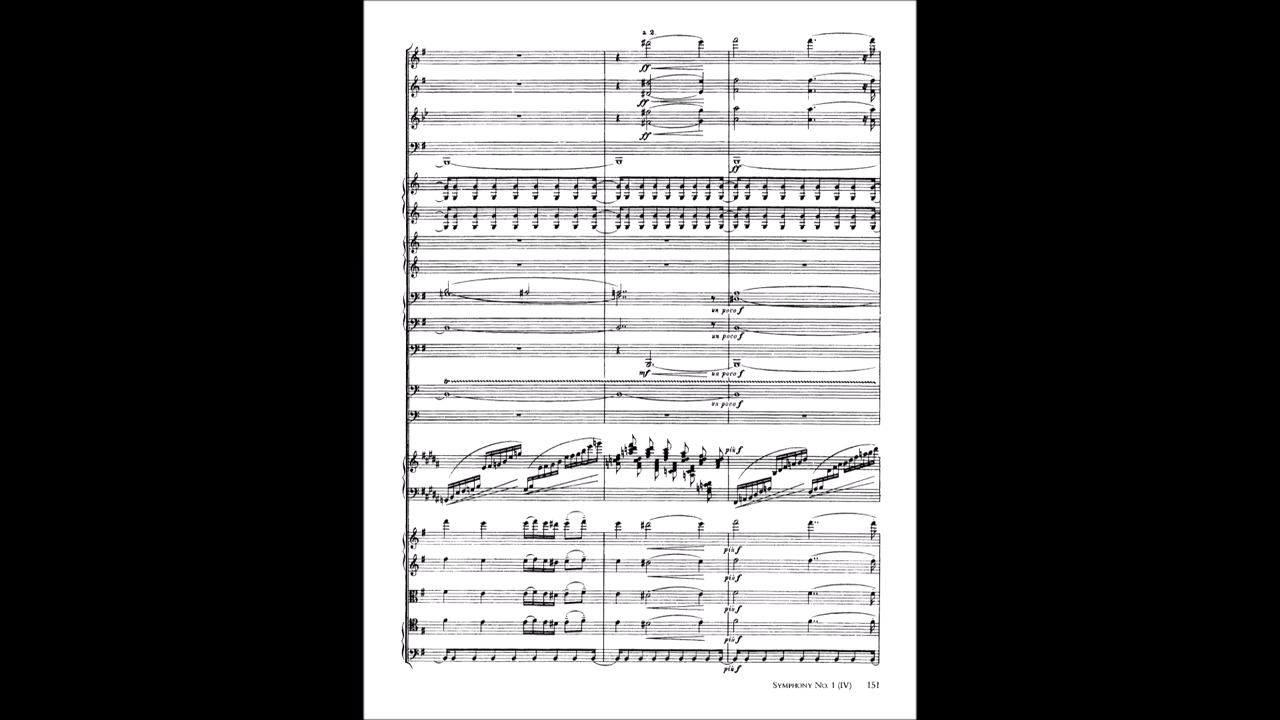 a 2.
ff
ff
ff
ff
un poco f
un poco f
mf un poco f
tr
un poco f
più f
più f
più f
più f
più f
più f
SYMPHONY NO. 1 (IV) 151